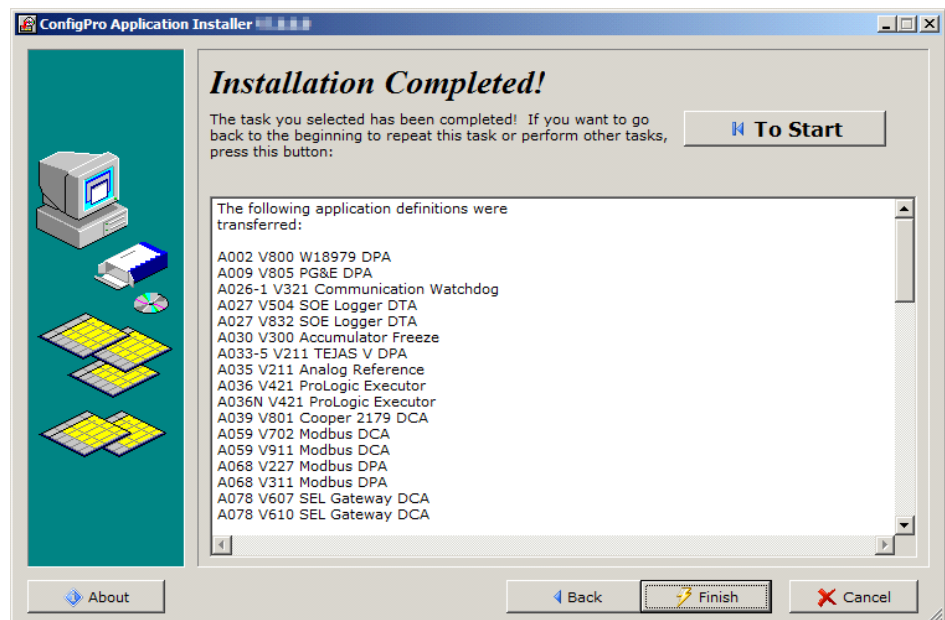 ConfigPro Application Installer
Installation Completed!
The task you selected has been completed! If you want to go
back to the beginning to repeat this task or perform other tasks,
press this button:
To Start
The following application definitions were
transferred:
A002 V800 W18979 DPA
A009 V805 PG&E DPA
A026-1 V321 Communication Watchdog
A027 V504 SOE Logger DTA
A027 V832 SOE Logger DTA
A030 V300 Accumulator Freeze
A033-5 V211 TEJAS V DPA
A035 V211 Analog Reference
A036 V421 ProLogic Executor
A036N V421 ProLogic Executor
A039 V801 Cooper 2179 DCA
A059 V702 Modbus DCA
A059 V911 Modbus DCA
A068 V227 Modbus DPA
A068 V311 Modbus DPA
A078 V607 SEL Gateway DCA
A078 V610 SEL Gateway DCA
About
Back
Finish
Cancel